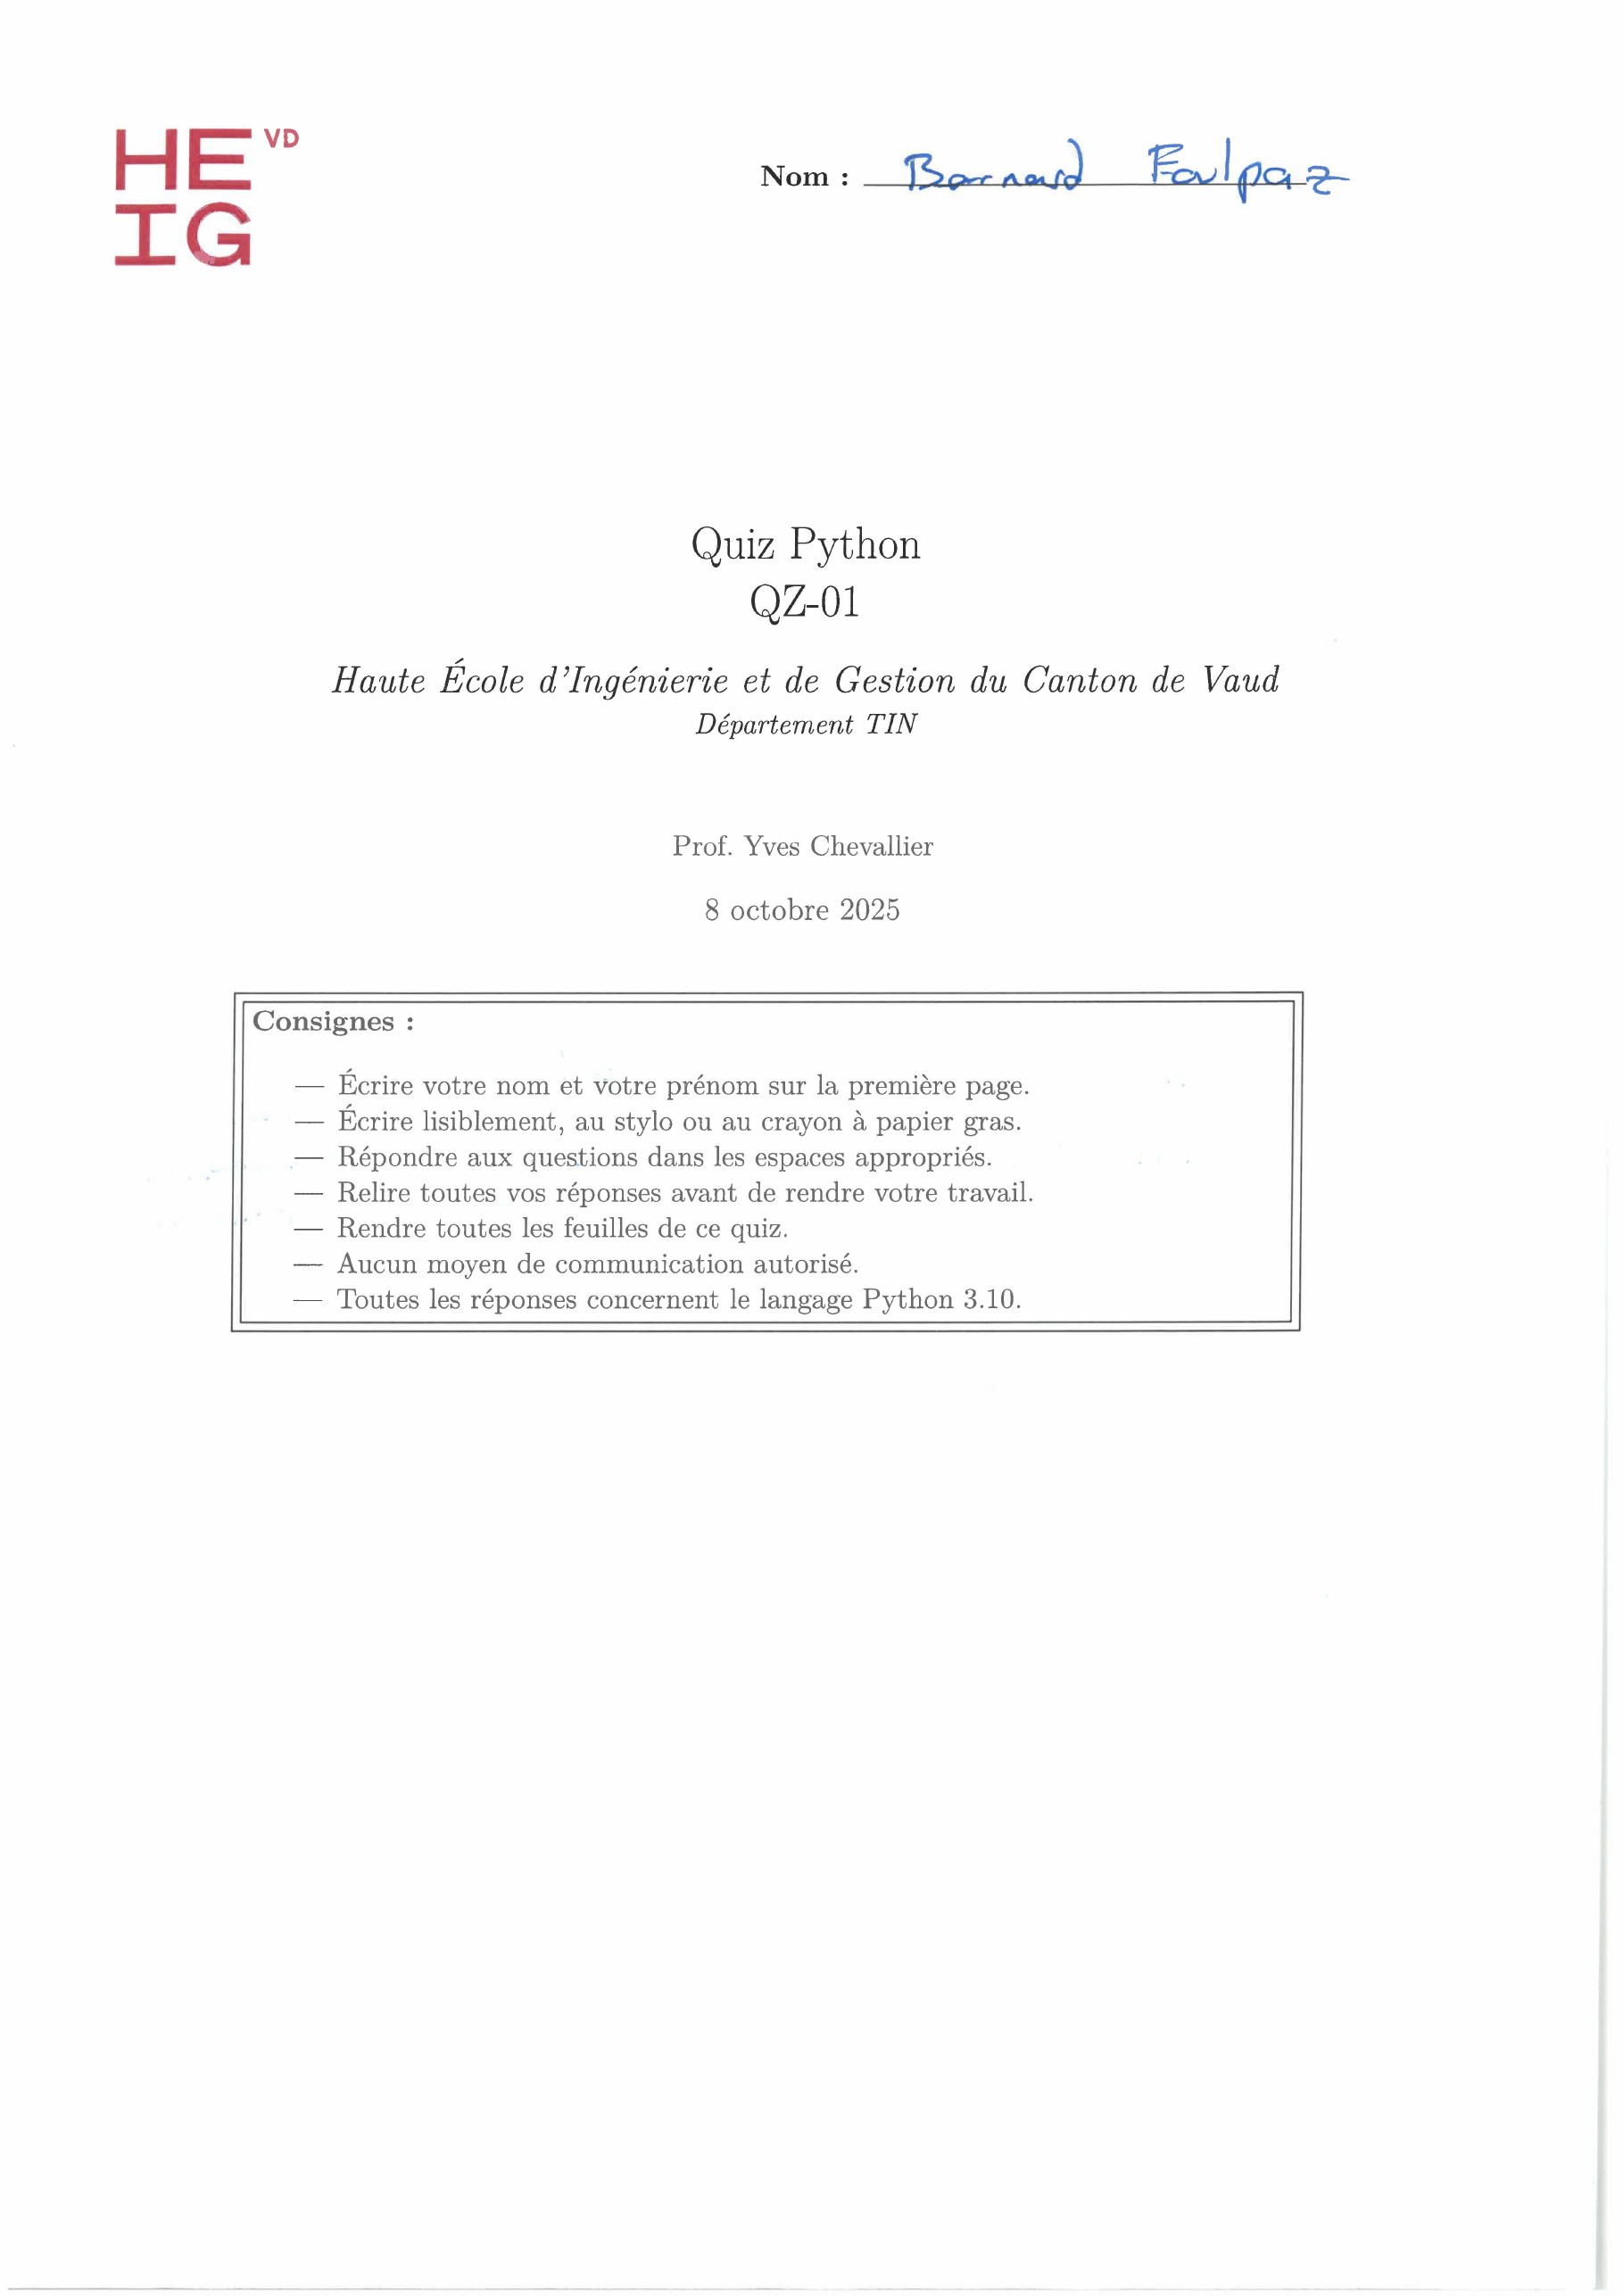 HE VD
IG
Nom : Barnard Foulpaz
Quiz Python
QZ-01
Haute École d'Ingénierie et de Gestion du Canton de Vaud
Département TIN
Prof. Yves Chevallier
8 octobre 2025
Consignes :
— Écrire votre nom et votre prénom sur la première page.
— Écrire lisiblement, au stylo ou au crayon à papier gras.
— Répondre aux questions dans les espaces appropriés.
— Relire toutes vos réponses avant de rendre votre travail.
— Rendre toutes les feuilles de ce quiz.
— Aucun moyen de communication autorisé.
— Toutes les réponses concernent le langage Python 3.10.